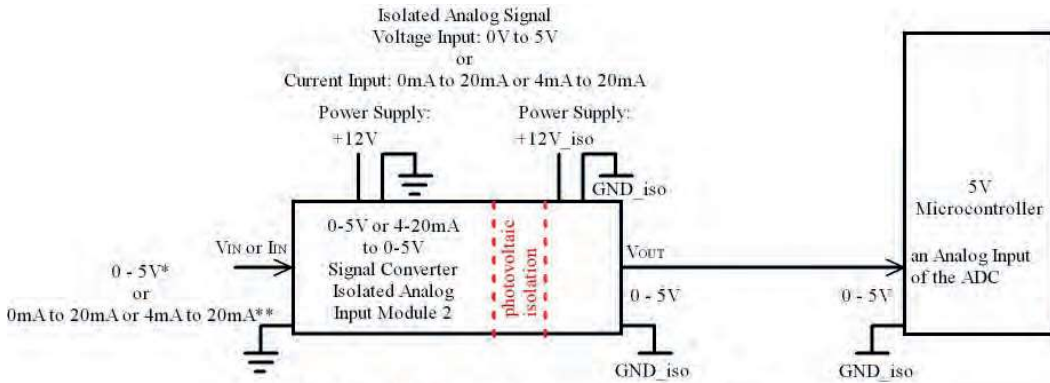 Isolated Analog Signal
Voltage Input: 0V to 5V
or
Current Input: 0mA to 20mA or 4mA to 20mA
Power Supply:
+12V
Power Supply:
+12V_iso
GND_iso
VIN or IIN
0 - 5V*
or
0mA to 20mA or 4mA to 20mA**
0-5V or 4-20mA
to 0-5V
Signal Converter
Isolated Analog
Input Module 2
photovoltaic
isolation
VOUT
0 - 5V
GND_iso
0 - 5V
GND_iso
5V
Microcontroller
an Analog Input
of the ADC